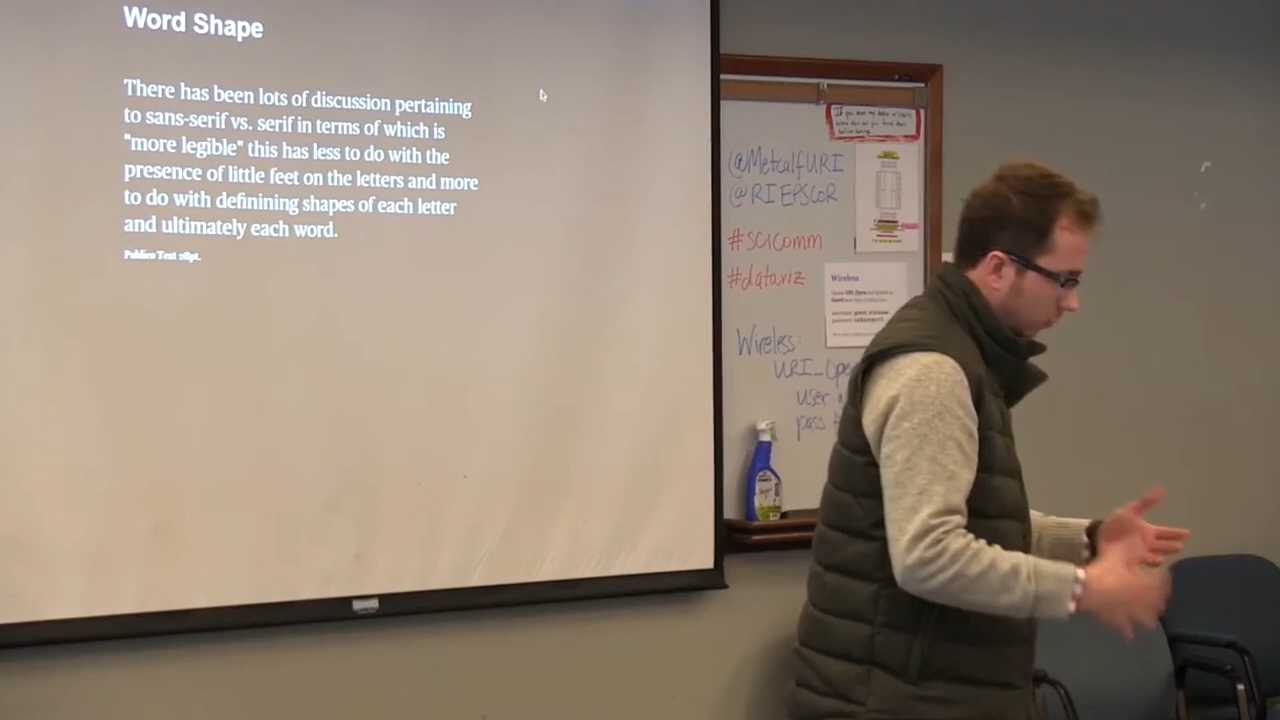 Word Shape
There has been lots of discussion pertaining
to sans-serif vs. serif in terms of which is
"more legible" this has less to do with the
presence of little feet on the letters and more
to do with definining shapes of each letter
and ultimately each word.
Publico Text 28pt.
@MetcalfURI
@RIEPSCoR
#scicomm
#dataviz
Wireless:
URI_Ope
user
pass
Wireless